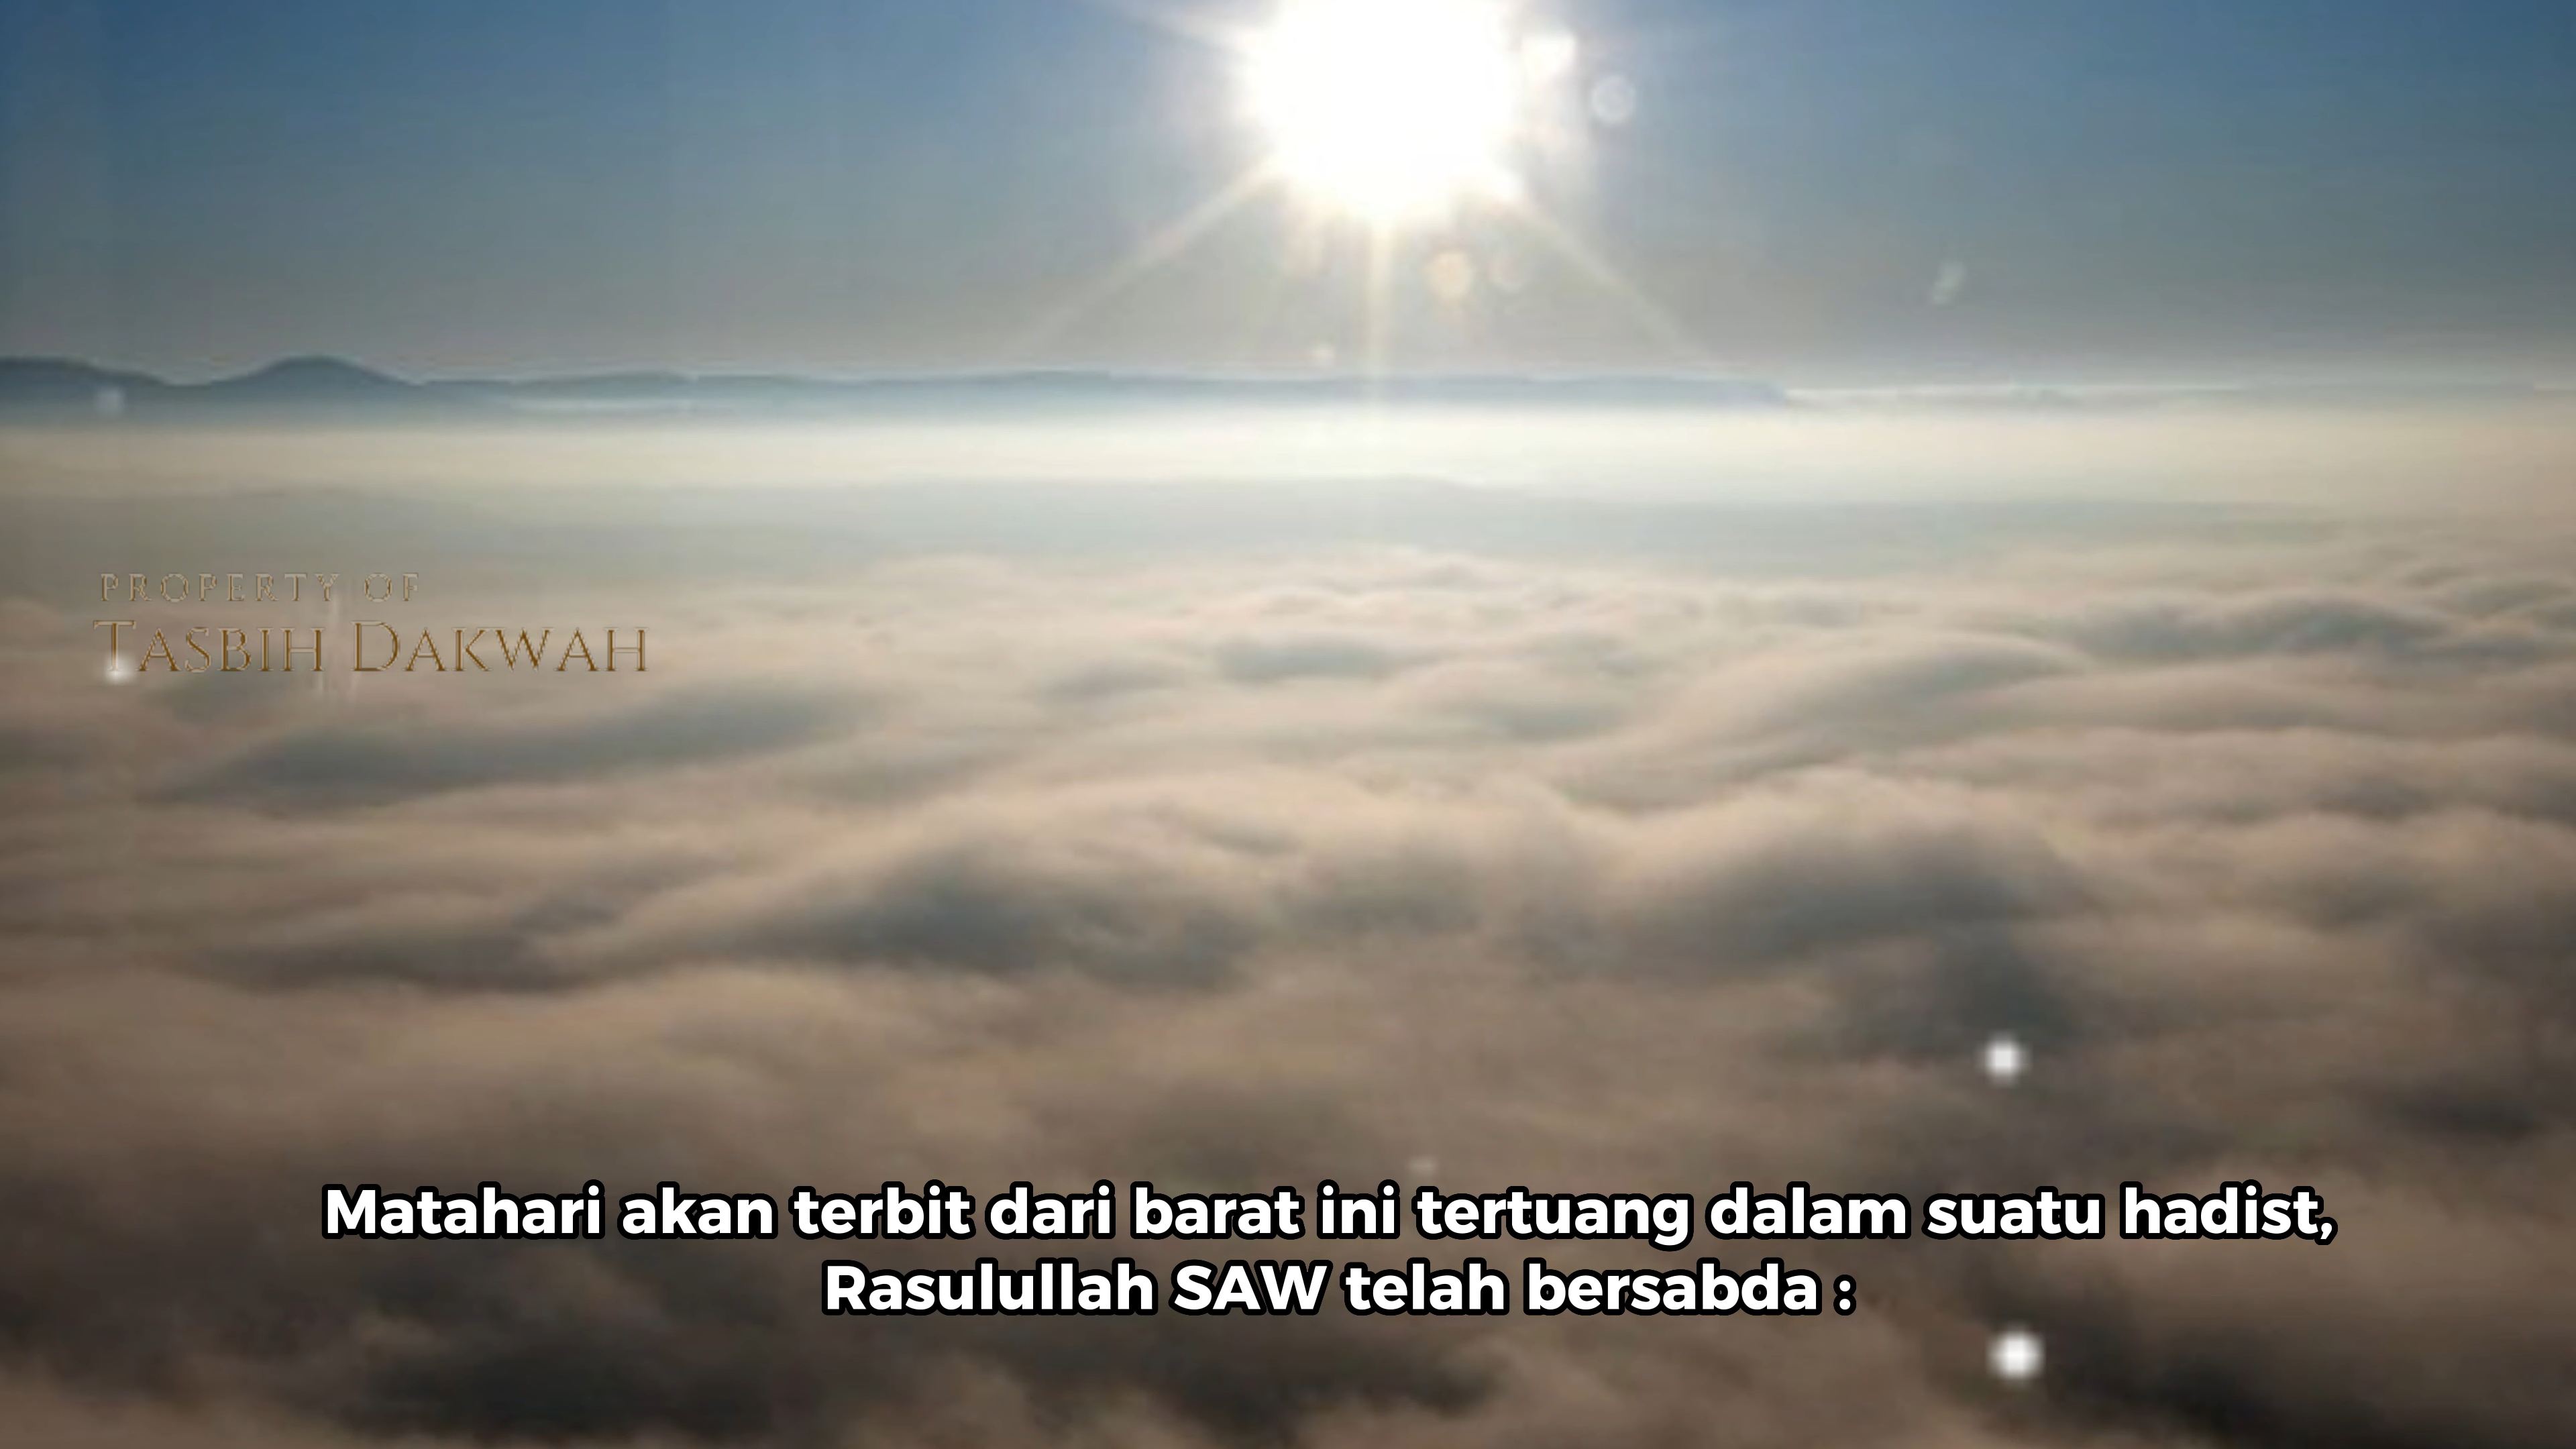 PROPERTY OF
TASBIH DAKWAH
Matahari akan terbit dari barat ini tertuang dalam suatu hadist,
Rasulullah SAW telah bersabda :